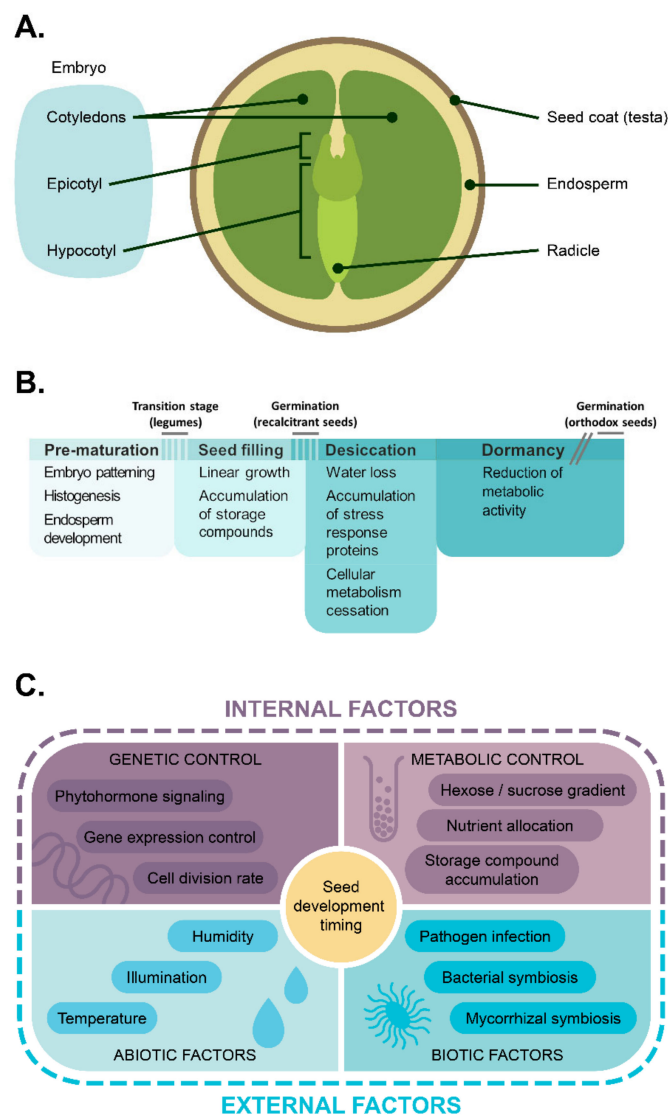 A.
Embryo
Cotyledons
Epicotyl
Hypocotyl
Seed coat (testa)
Endosperm
Radicle
B.
Transition stage
(legumes)
Germination
(recalcitrant seeds)
Germination
(orthodox seeds)
Pre-maturation
Embryo patterning
Histogenesis
Endosperm
development
Seed filling
Linear growth
Accumulation
of storage
compounds
Desiccation
Water loss
Accumulation
of stress
response
proteins
Cellular
metabolism
cessation
Dormancy
Reduction of
metabolic
activity
C.
INTERNAL FACTORS
GENETIC CONTROL
Phytohormone signaling
Gene expression control
Cell division rate
METABOLIC CONTROL
Hexose / sucrose gradient
Nutrient allocation
Storage compound
accumulation
Seed
development
timing
Humidity
Illumination
Temperature
ABIOTIC FACTORS
Pathogen infection
Bacterial symbiosis
Mycorrhizal symbiosis
BIOTIC FACTORS
EXTERNAL FACTORS